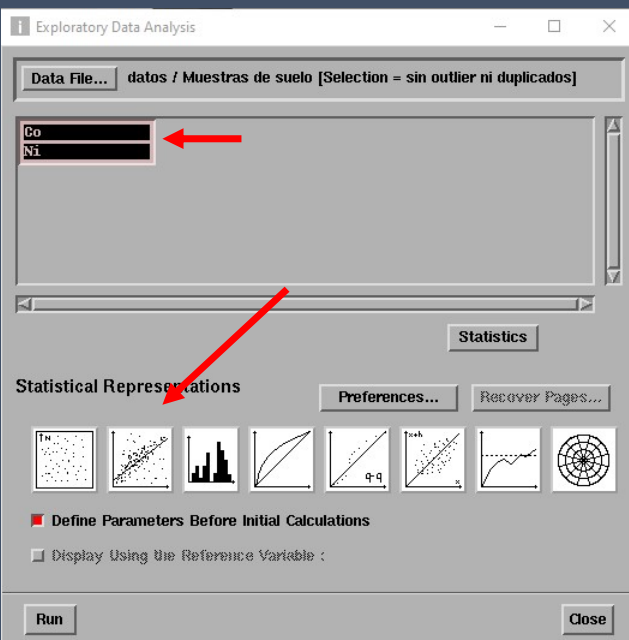 Exploratory Data Analysis
Data File... datos / Muestras de suelo [Selection = sin outlier ni duplicados]
Co
Ni
Statistics
Statistical Representations
Preferences... Recover Pages...
N
q-q
x+h
x
Define Parameters Before Initial Calculations
Display Using the Reference Variable :
Run Close